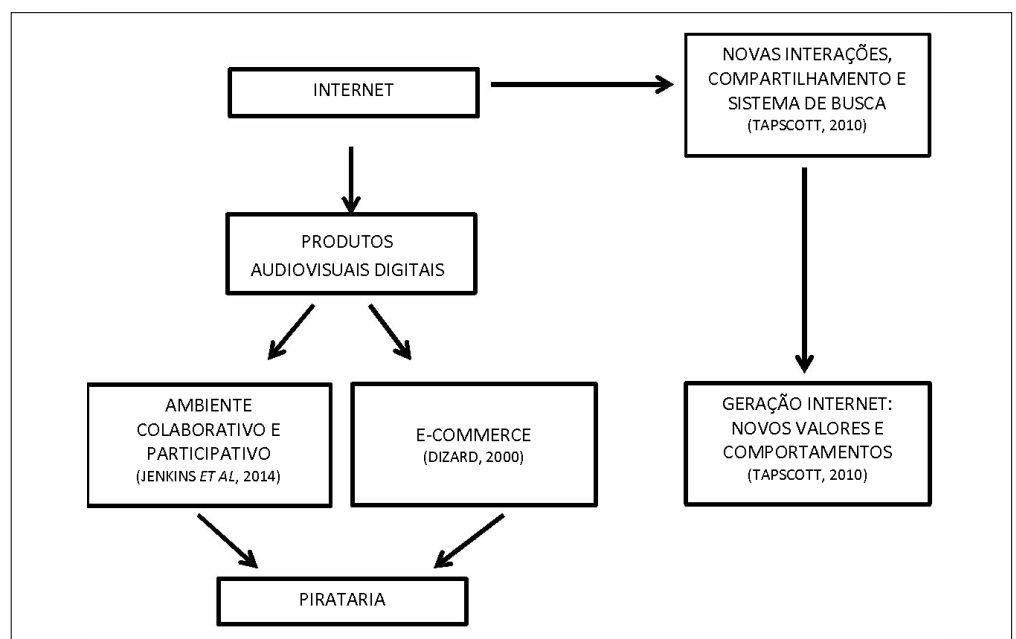 INTERNET
NOVAS INTERAÇÕES,
COMPARTILHAMENTO E
SISTEMA DE BUSCA
(TAPSCOTT, 2010)
PRODUTOS
AUDIOVISUAIS DIGITAIS
AMBIENTE
COLABORATIVO E
PARTICIPATIVO
(JENKINS ET AL, 2014)
E-COMMERCE
(DIZARD, 2000)
GERAÇÃO INTERNET:
NOVOS VALORES E
COMPORTAMENTOS
(TAPSCOTT, 2010)
PIRATARIA